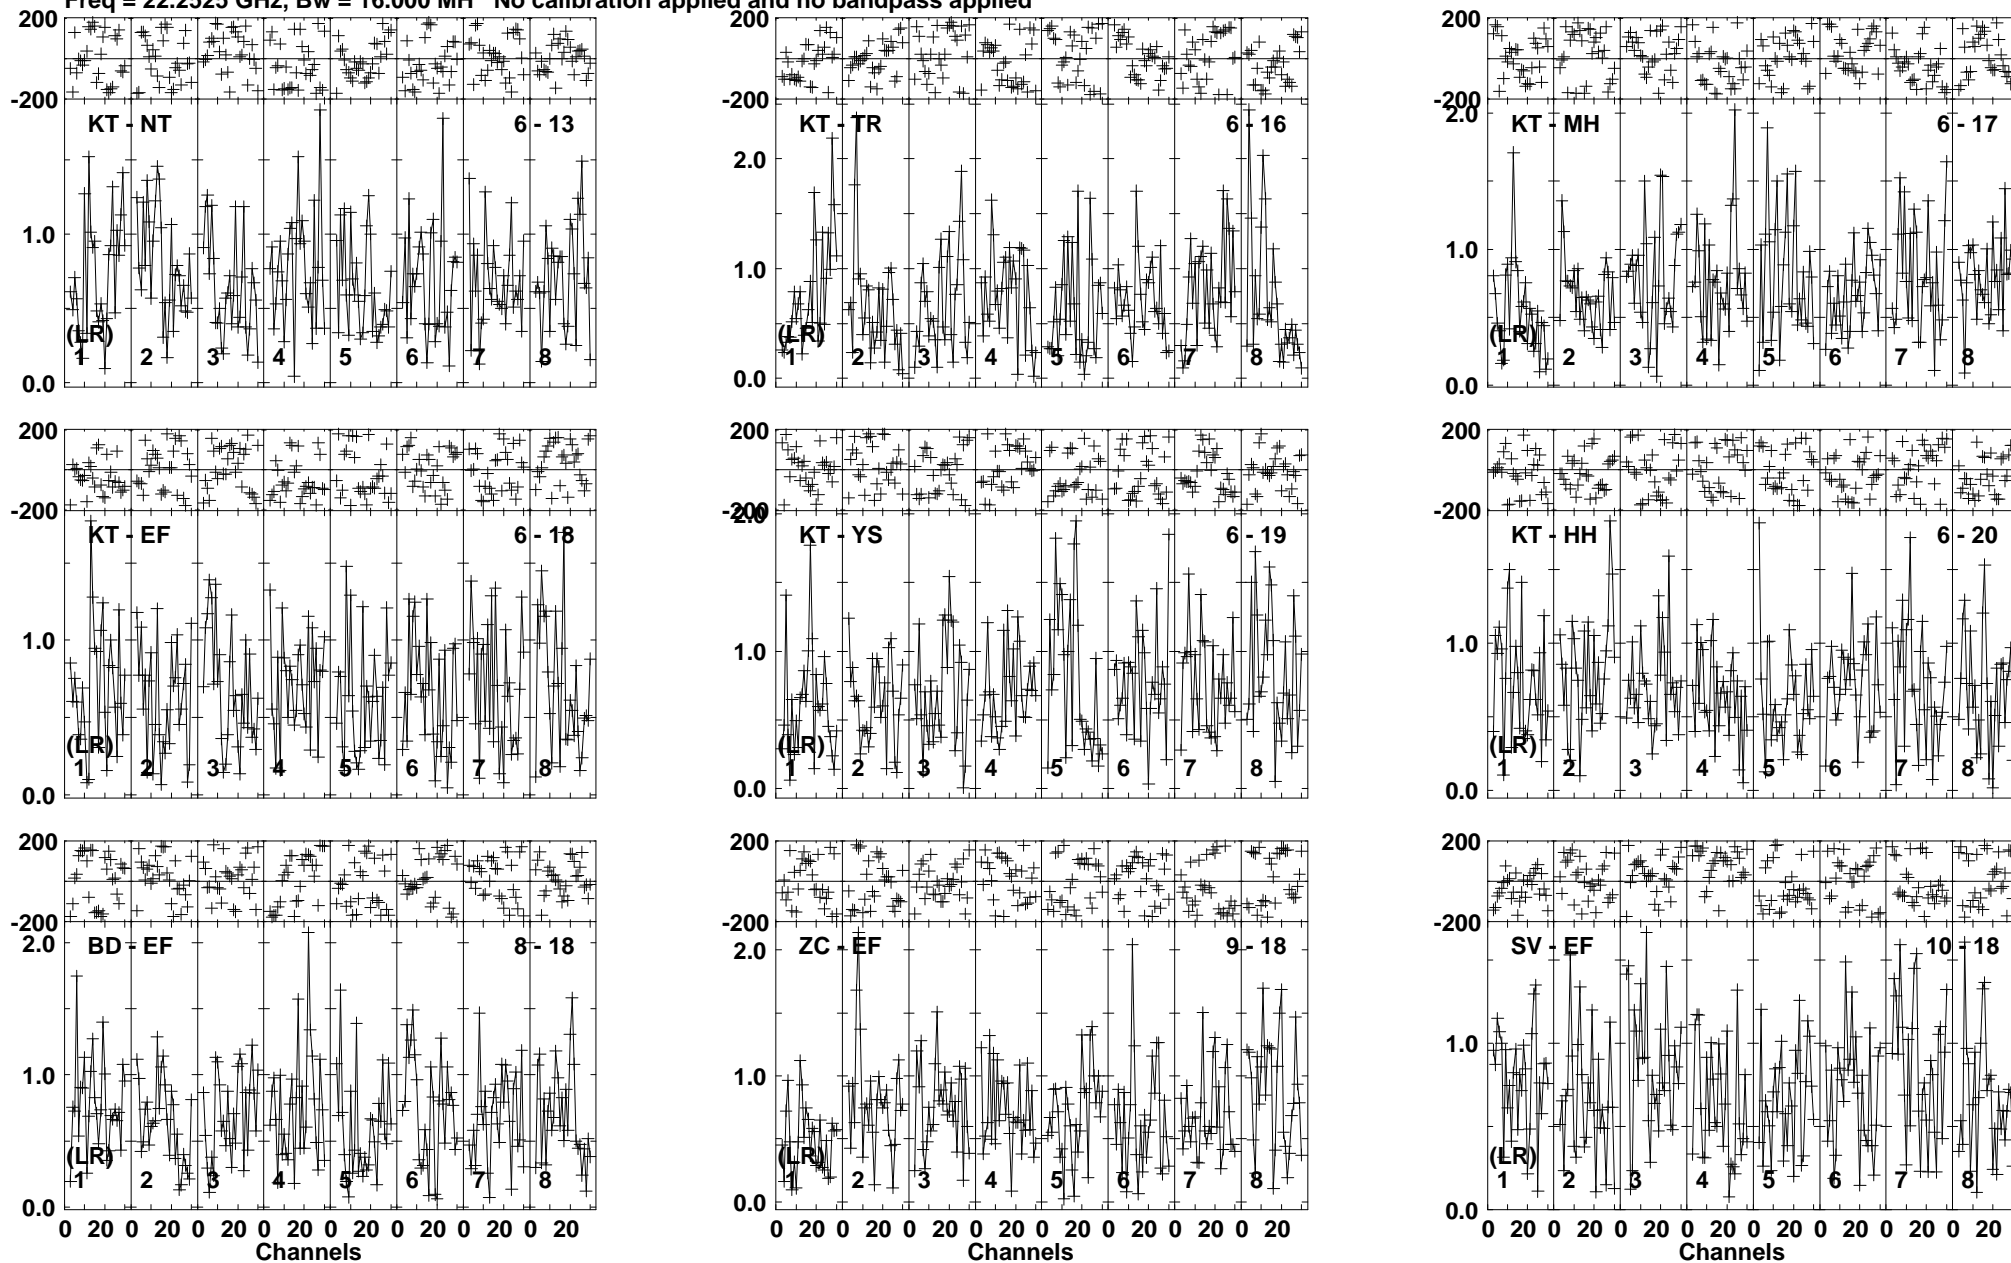 Freq = 22.2525 GHz, Bw = 16.000 MH No calibration applied and no bandpass applied
200 200 200
-200 -200 -200
KT - NT 6 - 13 KT - TR 6 - 16 KT - MH 6 - 17
2.0 2.0
1.0 1.0 1.0
(LR) (LR) (LR)
1 2 3 4 5 6 7 8 1 2 3 4 5 6 7 8 1 2 3 4 5 6 7 8
0.0 0.0 0.0
200 200 200
-200 -200 -200
2.0
KT - EF 6 - 18 KT - YS 6 - 19 KT - HH 6 - 20
1.0 1.0 1.0
(LR) (LR) (LR)
1 2 3 4 5 6 7 8 1 2 3 4 5 6 7 8 1 2 3 4 5 6 7 8
0.0 0.0 0.0
200 200 200
-200 -200 -200
BD - EF 8 - 18 ZC - EF 9 - 18 SV - EF 10 - 18
2.0 2.0
1.0 1.0 1.0
(LR) (LR) (LR)
1 2 3 4 5 6 7 8 1 2 3 4 5 6 7 8 1 2 3 4 5 6 7 8
0.0 0.0 0.0
0 20 0 20 0 20 0 20 0 20 0 20 0 20 0 20 0 20 0 20 0 20 0 20 0 20 0 20 0 20 0 20 0 20 0 20 0 20 0 20 0 20 0 20 0 20 0 20
Channels Channels Channels